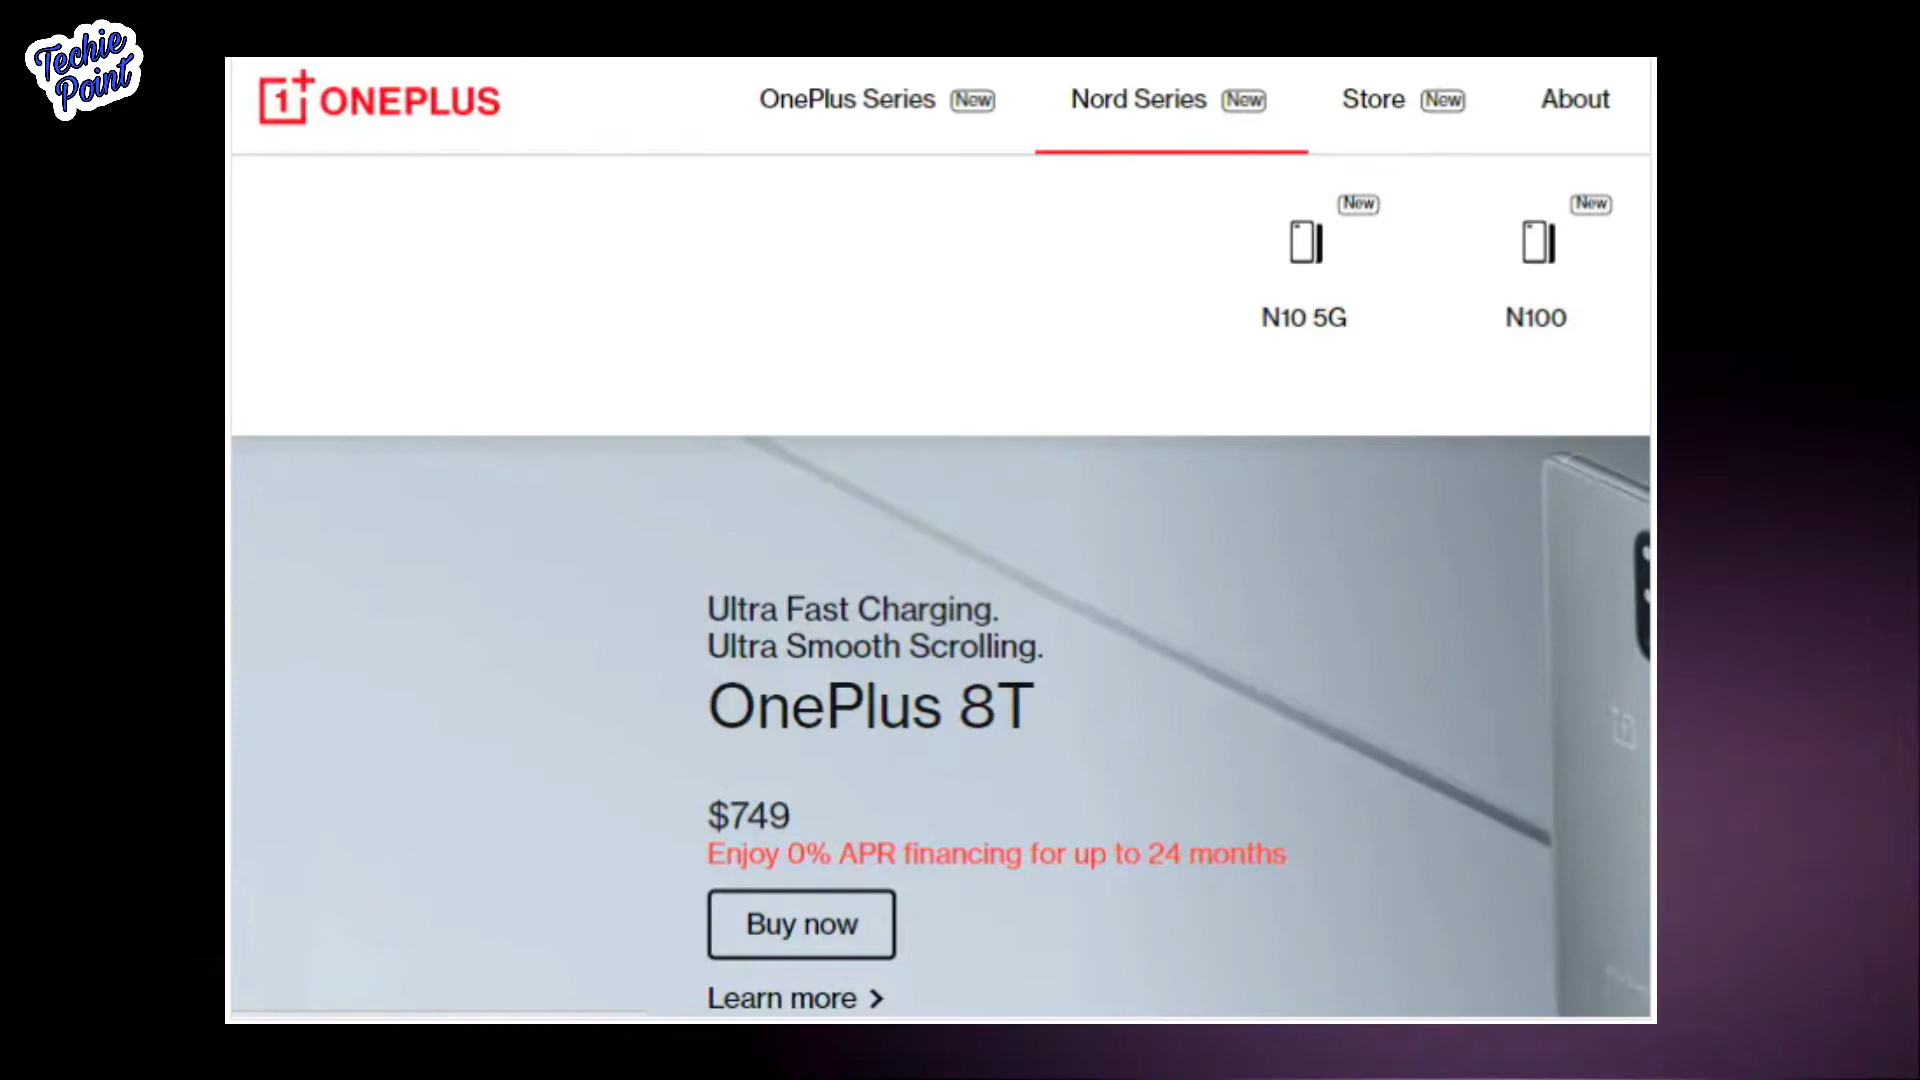 Techie
Point
1+ ONEPLUS
OnePlus Series New
Nord Series New
Store New
About
New
New
N10 5G
N100
Ultra Fast Charging.
Ultra Smooth Scrolling.
OnePlus 8T
$749
Enjoy 0% APR financing for up to 24 months
Buy now
Learn more >